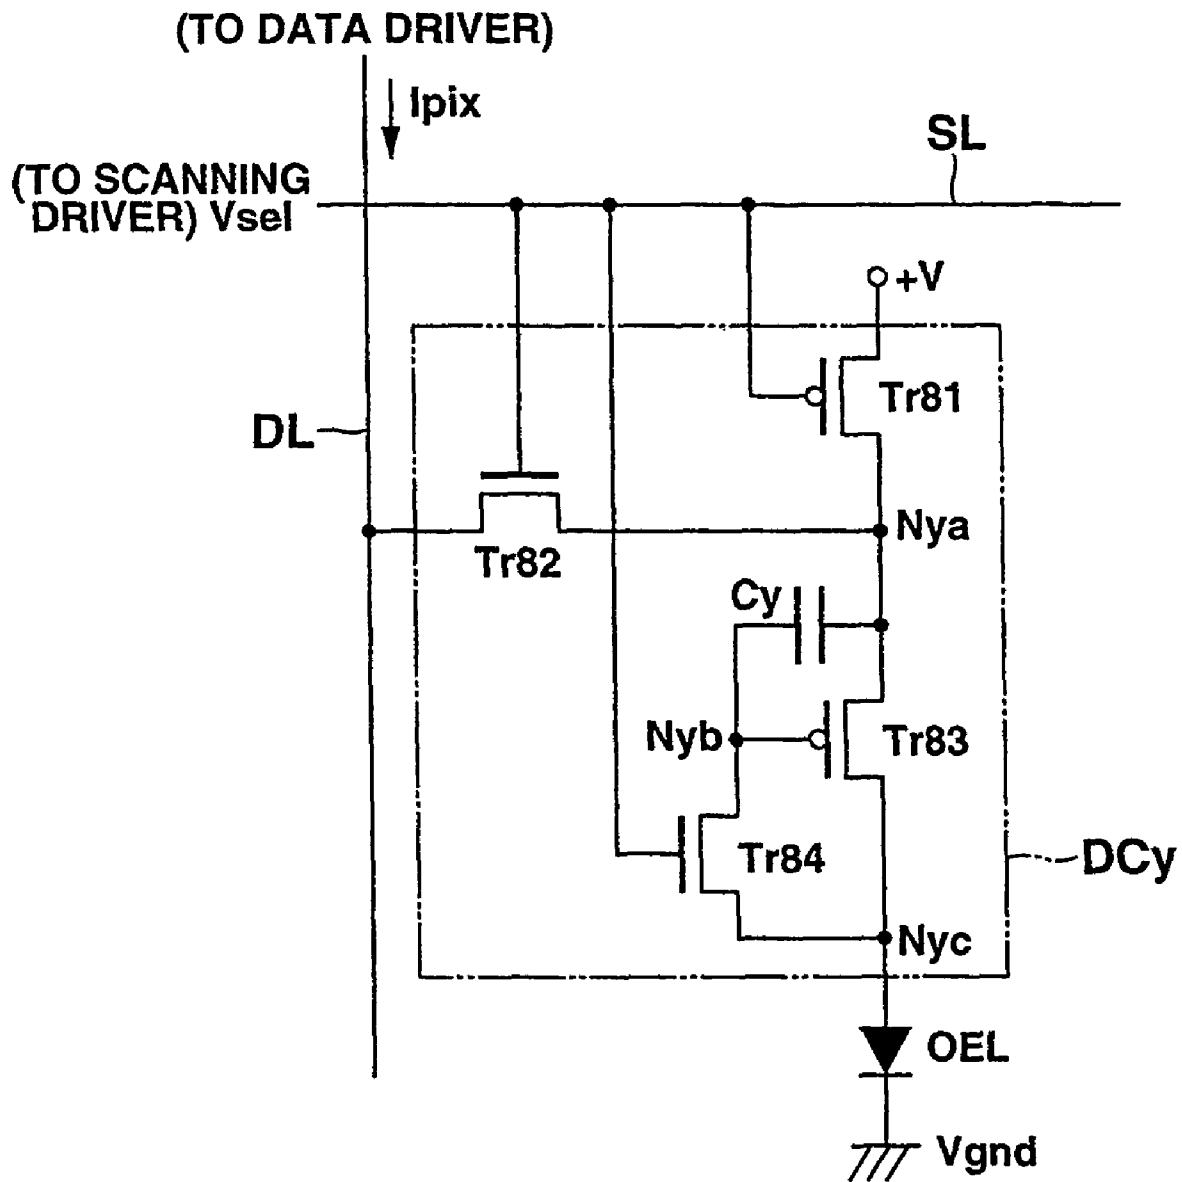 (TO DATA DRIVER)
Ipix
SL
(TO SCANNING
DRIVER) Vsel
+V
Tr81
DL
Nya
Tr82
Cy
Nyb
Tr83
Tr84
DCy
Nyc
OEL
Vgnd